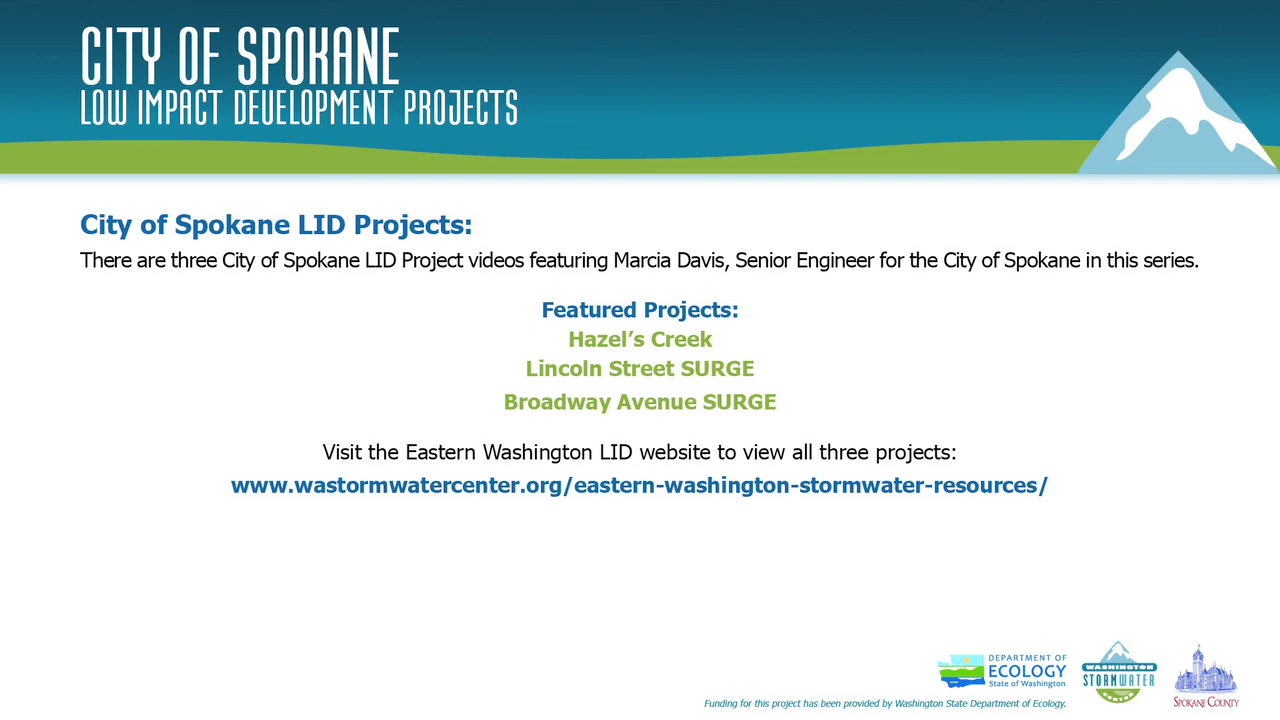 CITY OF SPOKANE
LOW IMPACT DEVELOPMENT PROJECTS
City of Spokane LID Projects:
There are three City of Spokane LID Project videos featuring Marcia Davis, Senior Engineer for the City of Spokane in this series.
Featured Projects:
Hazel's Creek
Lincoln Street SURGE
Broadway Avenue SURGE
Visit the Eastern Washington LID website to view all three projects:
www.wastormwatercenter.org/eastern-washington-stormwater-resources/
DEPARTMENT OF
ECOLOGY
State of Washington
WASHINGTON
STORMWATER
CENTER
SPOKANE COUNTY
Funding for this project has been provided by Washington State Department of Ecology.